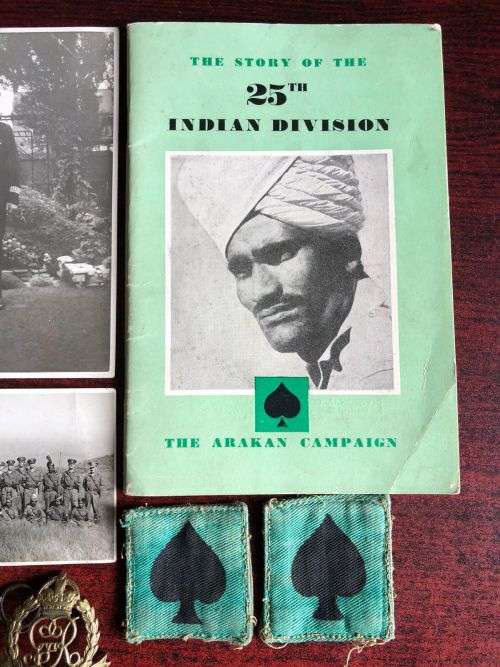 THE STORY OF THE
25TH
INDIAN DIVISION
THE ARAKAN CAMPAIGN